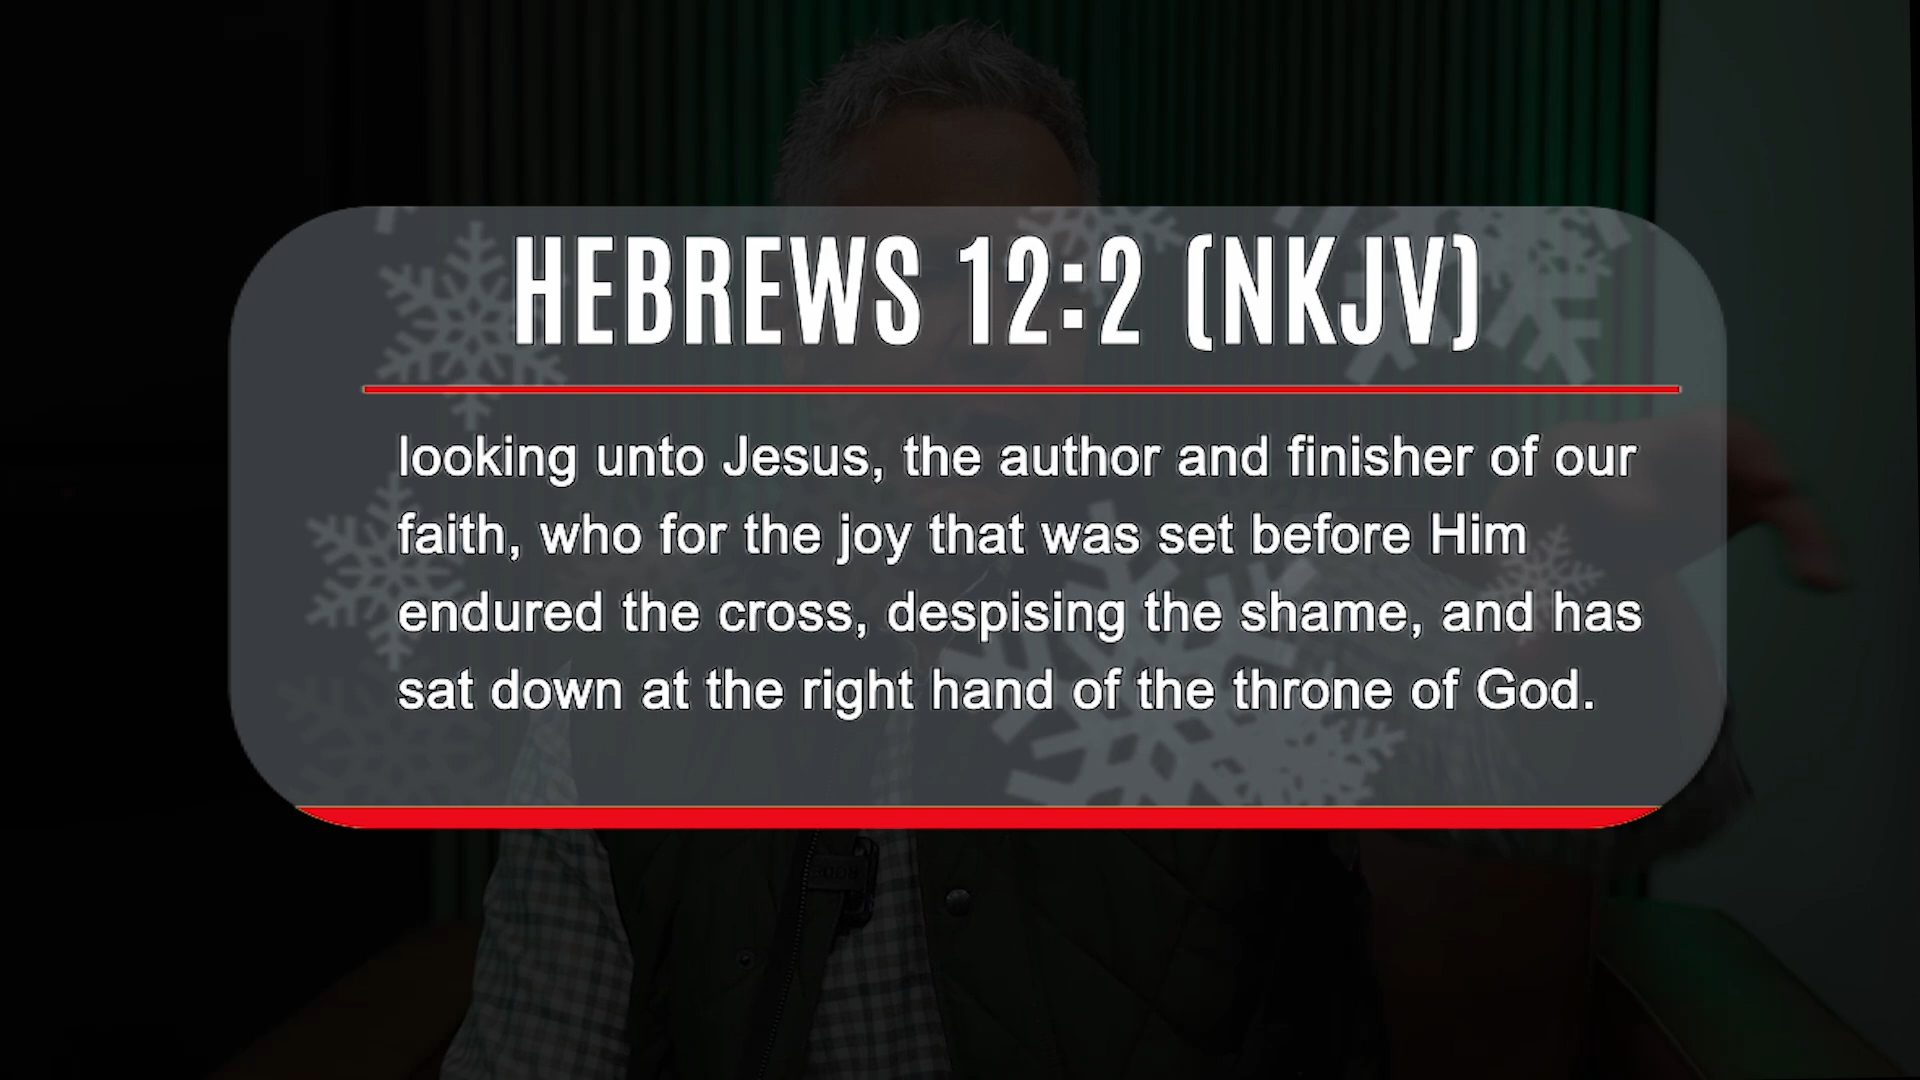 HEBREWS 12:2 (NKJV)
looking unto Jesus, the author and finisher of our
faith, who for the joy that was set before Him
endured the cross, despising the shame, and has
sat down at the right hand of the throne of God.
RODE